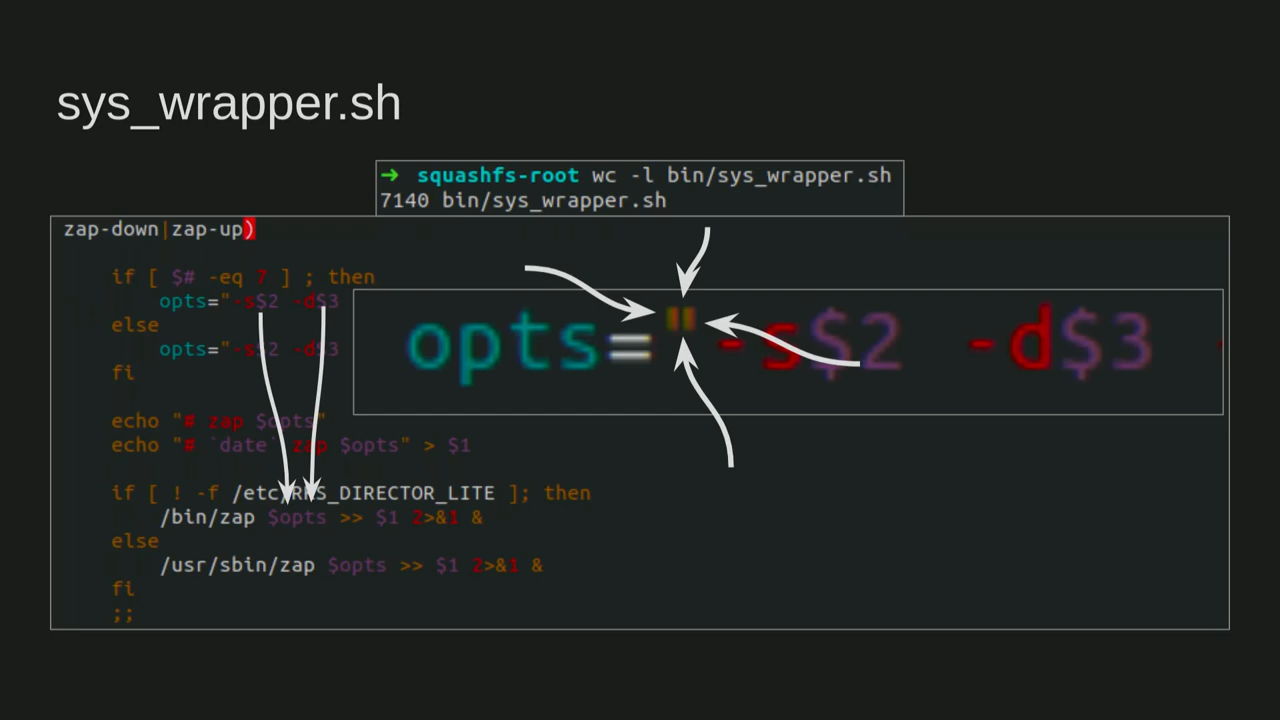 sys_wrapper.sh
➜ squashfs-root wc -l bin/sys_wrapper.sh
7140 bin/sys_wrapper.sh
zap-down|zap-up)
if [ $# -eq 7 ] ; then
opts="-s$2 -d$3
else
opts="-s$2 -d$3
fi
opts=" -s$2 -d$3 -
echo "# zap $opts"
echo "# `date` zap $opts" > $1
if [ ! -f /etc/RKS_DIRECTOR_LITE ]; then
/bin/zap $opts >> $1 2>&1 &
else
/usr/sbin/zap $opts >> $1 2>&1 &
fi
;;